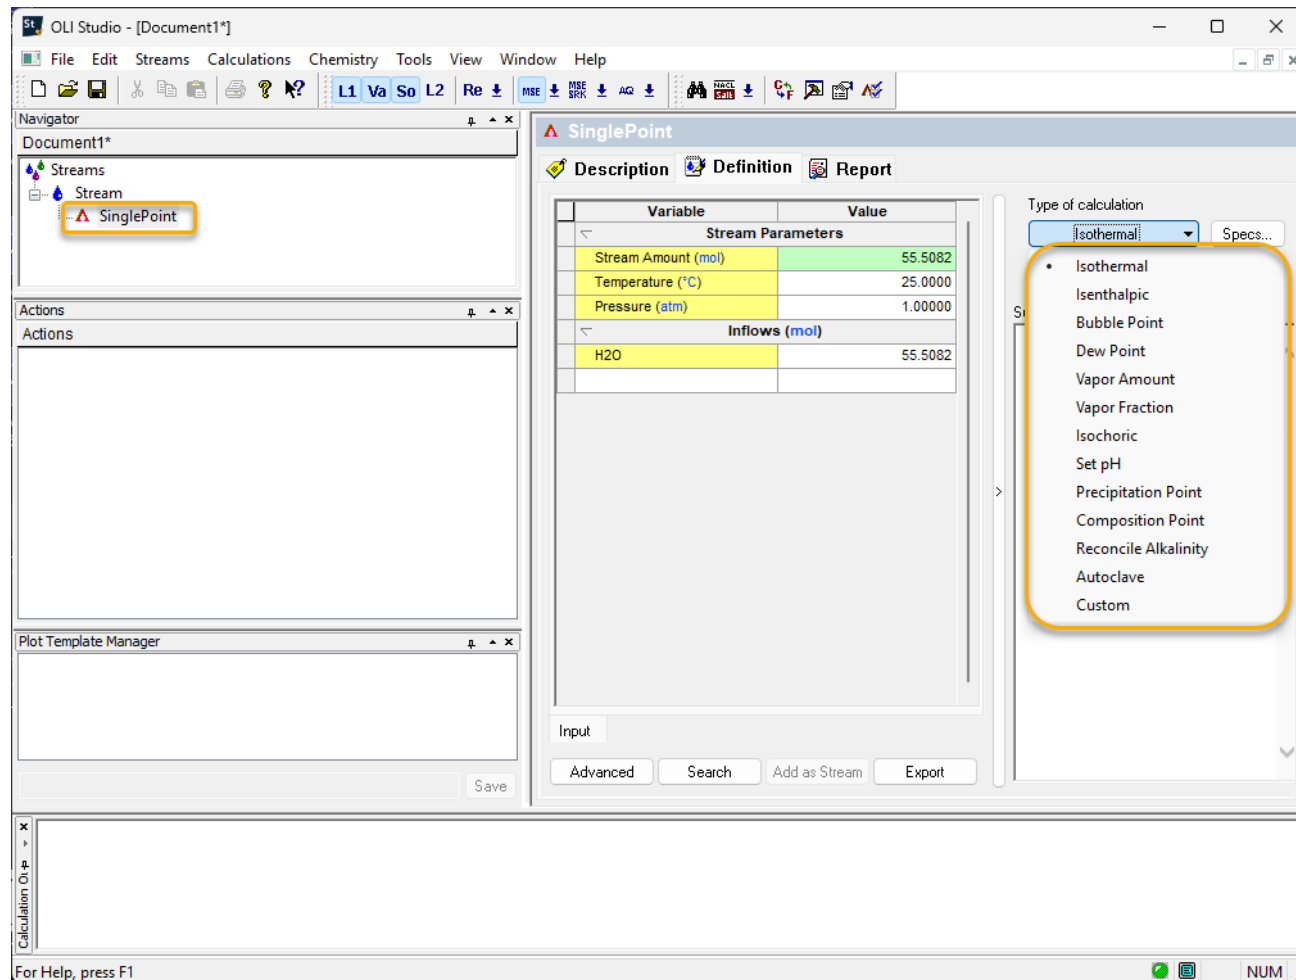 OLI Studio - [Document1*]
File Edit Streams Calculations Chemistry Tools View Window Help
L1 Va So L2 Re MSE MSE SRK AQ NACL Salt
Navigator
Document1*
Streams
Stream
SinglePoint
Actions
Actions
Plot Template Manager
Save
SinglePoint
Description Definition Report
Variable Value
Stream Parameters
Stream Amount (mol) 55.5082
Temperature (°C) 25.0000
Pressure (atm) 1.00000
Inflows (mol)
H2O 55.5082
Input
Advanced Search Add as Stream Export
Type of calculation
Isothermal Specs...
Isothermal
Isenthalpic
Bubble Point
Dew Point
Vapor Amount
Vapor Fraction
Isochoric
Set pH
Precipitation Point
Composition Point
Reconcile Alkalinity
Autoclave
Custom
Calculation
For Help, press F1
NUM